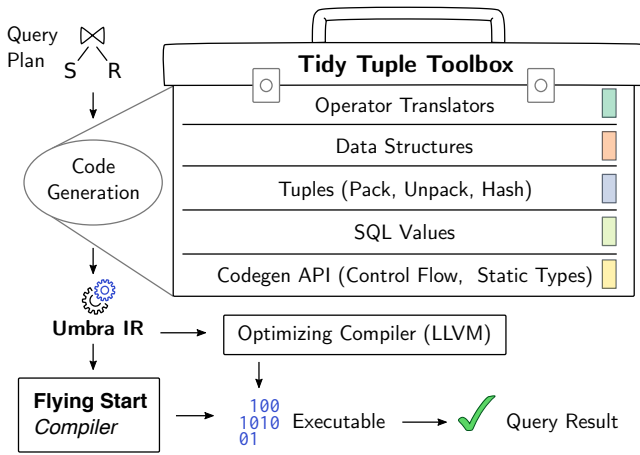 Query
Plan
S R
Tidy Tuple Toolbox
Operator Translators
Data Structures
Tuples (Pack, Unpack, Hash)
SQL Values
Codegen API (Control Flow, Static Types)
Code
Generation
Umbra IR
Optimizing Compiler (LLVM)
Flying Start
Compiler
100
1010
01
Executable
Query Result